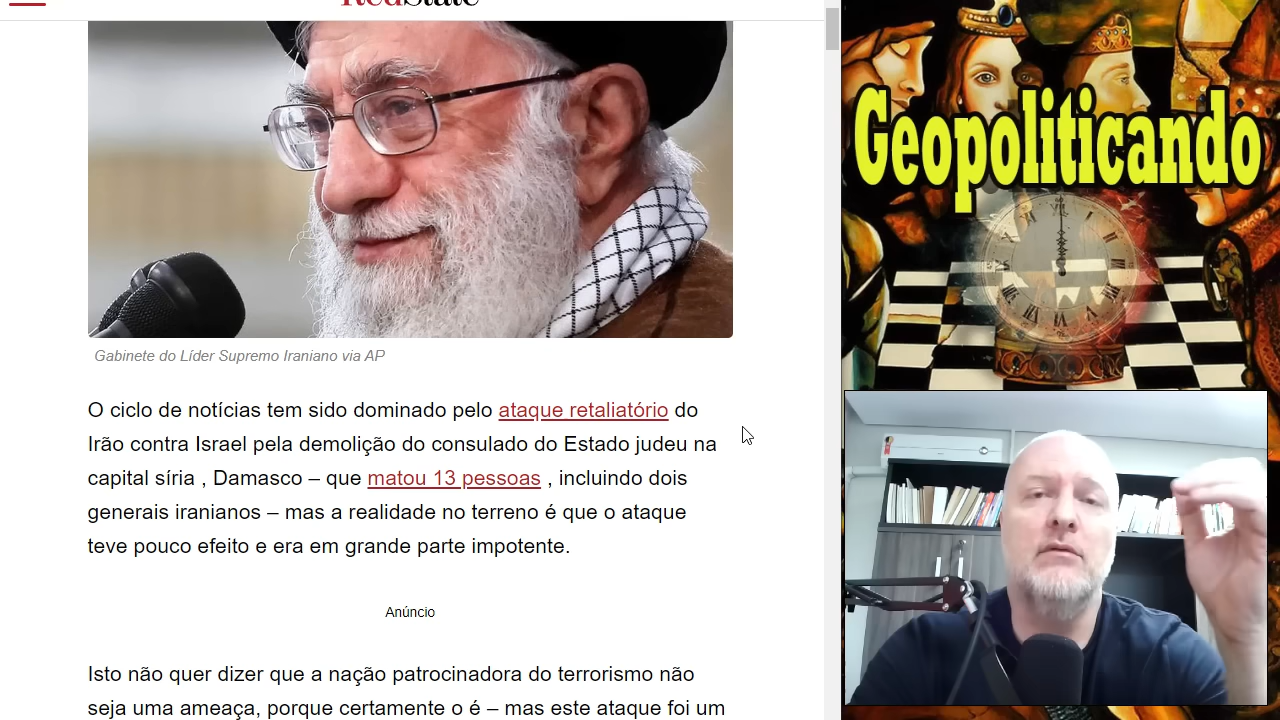 RedState
Gabinete do Líder Supremo Iraniano via AP
O ciclo de notícias tem sido dominado pelo ataque retaliatório do
Irão contra Israel pela demolição do consulado do Estado judeu na
capital síria , Damasco – que matou 13 pessoas , incluindo dois
generais iranianos – mas a realidade no terreno é que o ataque
teve pouco efeito e era em grande parte impotente.
Anúncio
Isto não quer dizer que a nação patrocinadora do terrorismo não
seja uma ameaça, porque certamente o é – mas este ataque foi um
Geopoliticando